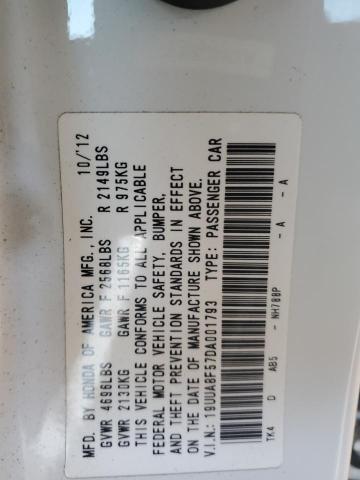 MFD. BY HONDA OF AMERICA MFG., INC. 10/'12
GVWR 4696LBS GAWR F 2568LBS R 2149LBS
GVWR 2130KG GAWR F 1165KG R 975KG
THIS VEHICLE CONFORMS TO ALL APPLICABLE
FEDERAL MOTOR VEHICLE SAFETY, BUMPER,
AND THEFT PREVENTION STANDARDS IN EFFECT
ON THE DATE OF MANUFACTURE SHOWN ABOVE.
V.I.N.: 19UUA8F57DA001793 TYPE: PASSENGER CAR
TK4 D AB5 - NH788P - A - A